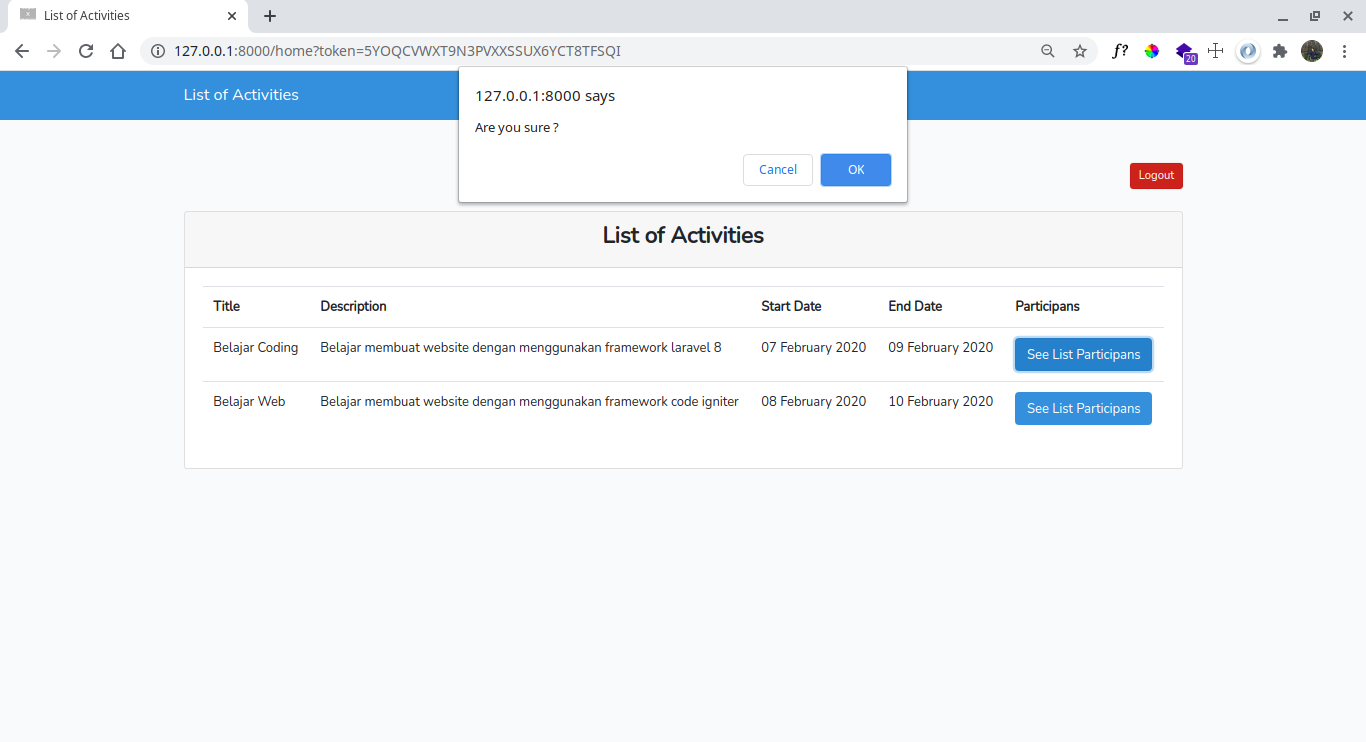 List of Activities
127.0.0.1:8000/home?token=5YOQCVWXT9N3PVXXSSUX6YCT8TFSQI
f?
20
List of Activities
127.0.0.1:8000 says
Are you sure ?
Cancel OK
Logout
List of Activities
Title Description Start Date End Date Participans
Belajar Coding Belajar membuat website dengan menggunakan framework laravel 8 07 February 2020 09 February 2020 See List Participans
Belajar Web Belajar membuat website dengan menggunakan framework code igniter 08 February 2020 10 February 2020 See List Participans